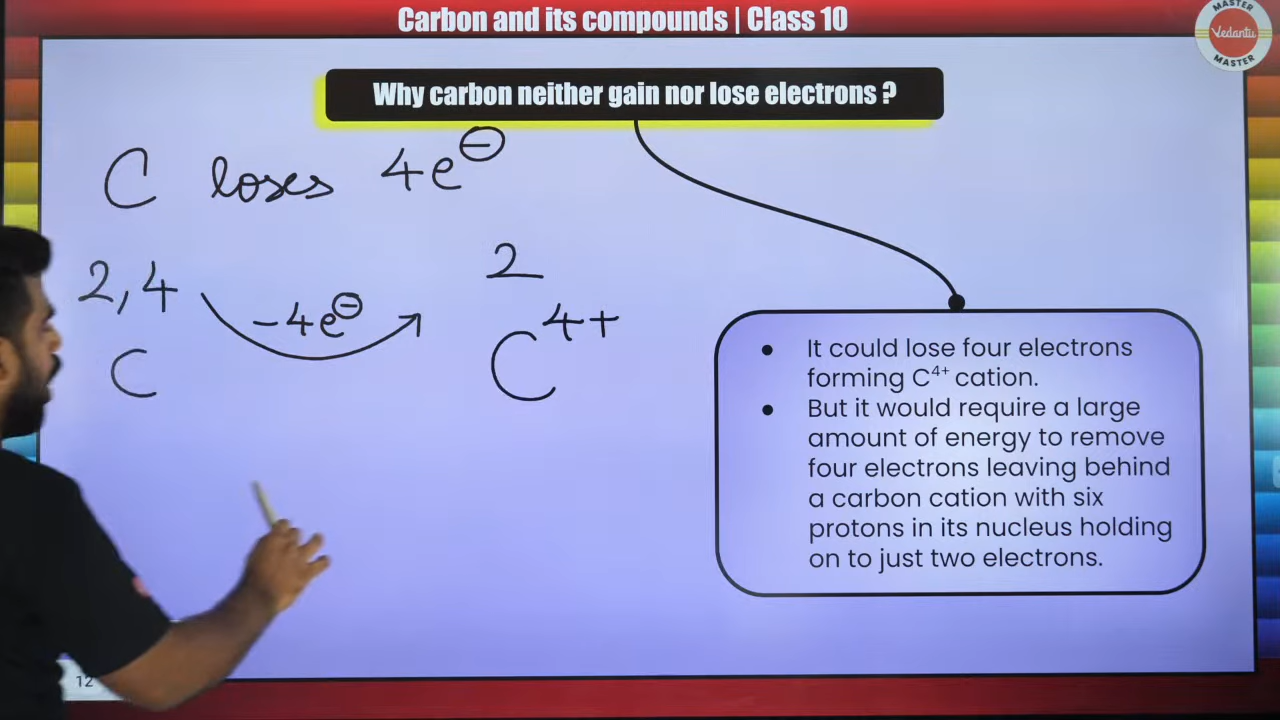 Carbon and its compounds | Class 10
MASTER
Vedantu
MASTER
Why carbon neither gain nor lose electrons ?
C loses 4e⊖
2,4
-4e⊖
2
C
C⁴⁺
● It could lose four electrons
forming C⁴⁺ cation.
● But it would require a large
amount of energy to remove
four electrons leaving behind
a carbon cation with six
protons in its nucleus holding
on to just two electrons.
12